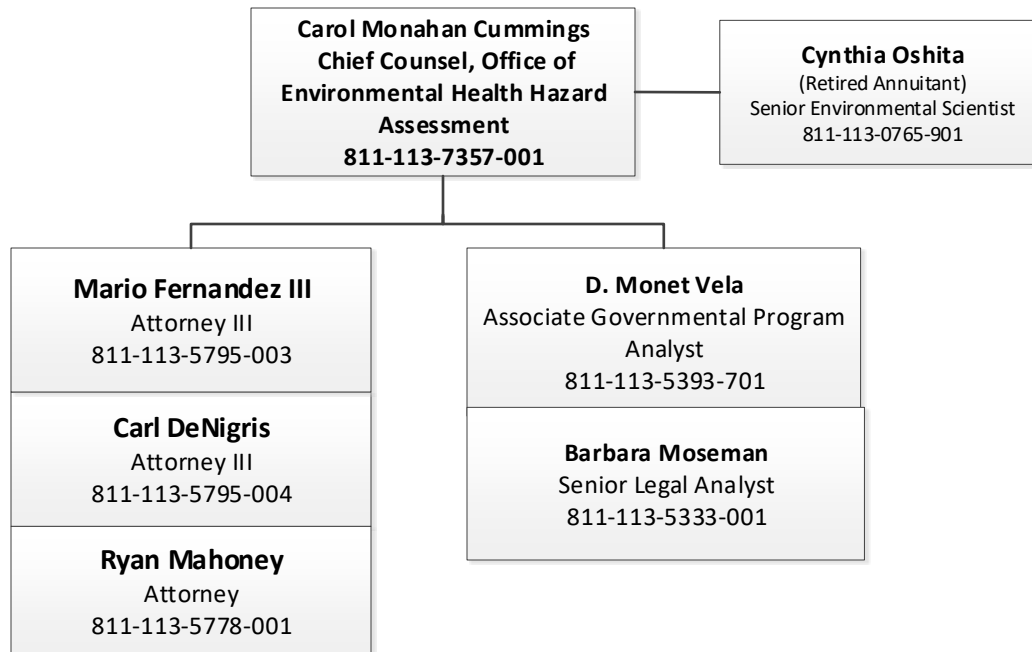 Carol Monahan Cummings
Chief Counsel, Office of
Environmental Health Hazard
Assessment
811-113-7357-001
Cynthia Oshita
(Retired Annuitant)
Senior Environmental Scientist
811-113-0765-901
Mario Fernandez III
Attorney III
811-113-5795-003
Carl DeNigris
Attorney III
811-113-5795-004
Ryan Mahoney
Attorney
811-113-5778-001
D. Monet Vela
Associate Governmental Program
Analyst
811-113-5393-701
Barbara Moseman
Senior Legal Analyst
811-113-5333-001